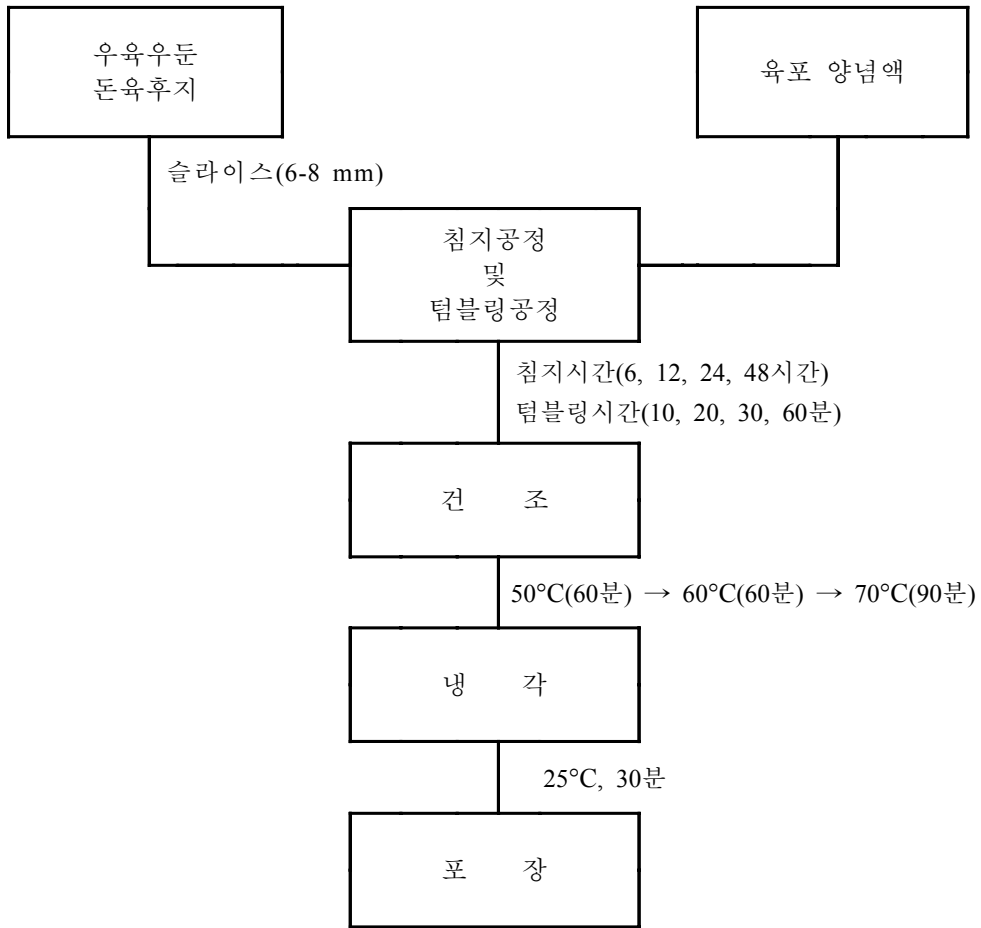 우육우둔
돈육후지
육포 양념액
슬라이스(6-8 mm)
침지공정
및
텀블링공정
침지시간(6, 12, 24, 48시간)
텀블링시간(10, 20, 30, 60분)
건 조
50°C(60분) → 60°C(60분) → 70°C(90분)
냉 각
25°C, 30분
포 장